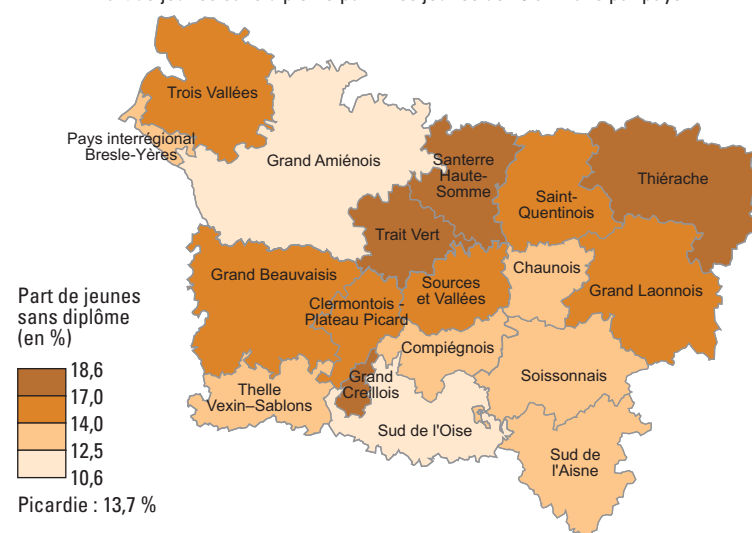 Trois Vallées
Pays interrégional
Bresle-Yères
Grand Amiénois
Santerre
Haute-
Somme
Saint-
Quentinois
Thiérache
Trait Vert
Grand Beauvaisis
Clermontois -
Plateau Picard
Sources
et Vallées
Chaunois
Grand Laonnois
Compiégnois
Grand
Creillois
Soissonnais
Thelle
Vexin–Sablons
Sud de l'Oise
Sud de
l'Aisne
Part de jeunes
sans diplôme
(en %)
18,6
17,0
14,0
12,5
10,6
Picardie : 13,7 %